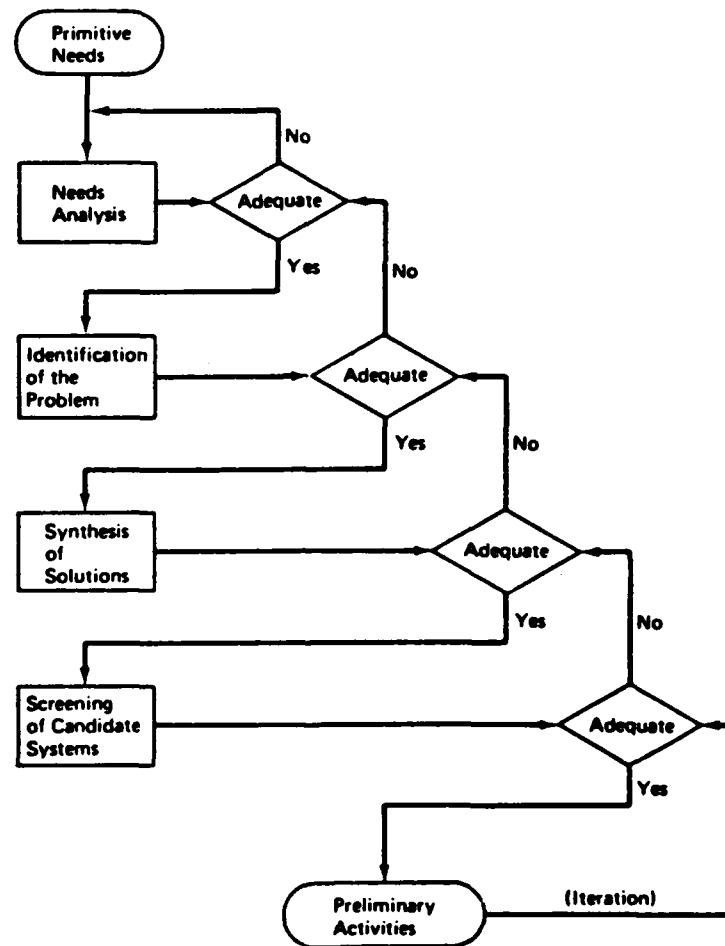 Primitive
Needs
No
Needs
Analysis
Adequate
Yes
No
Identification
of the
Problem
Adequate
Yes
No
Synthesis
of
Solutions
Adequate
Yes
No
Screening
of Candidate
Systems
Adequate
Yes
(Iteration)
Preliminary
Activities